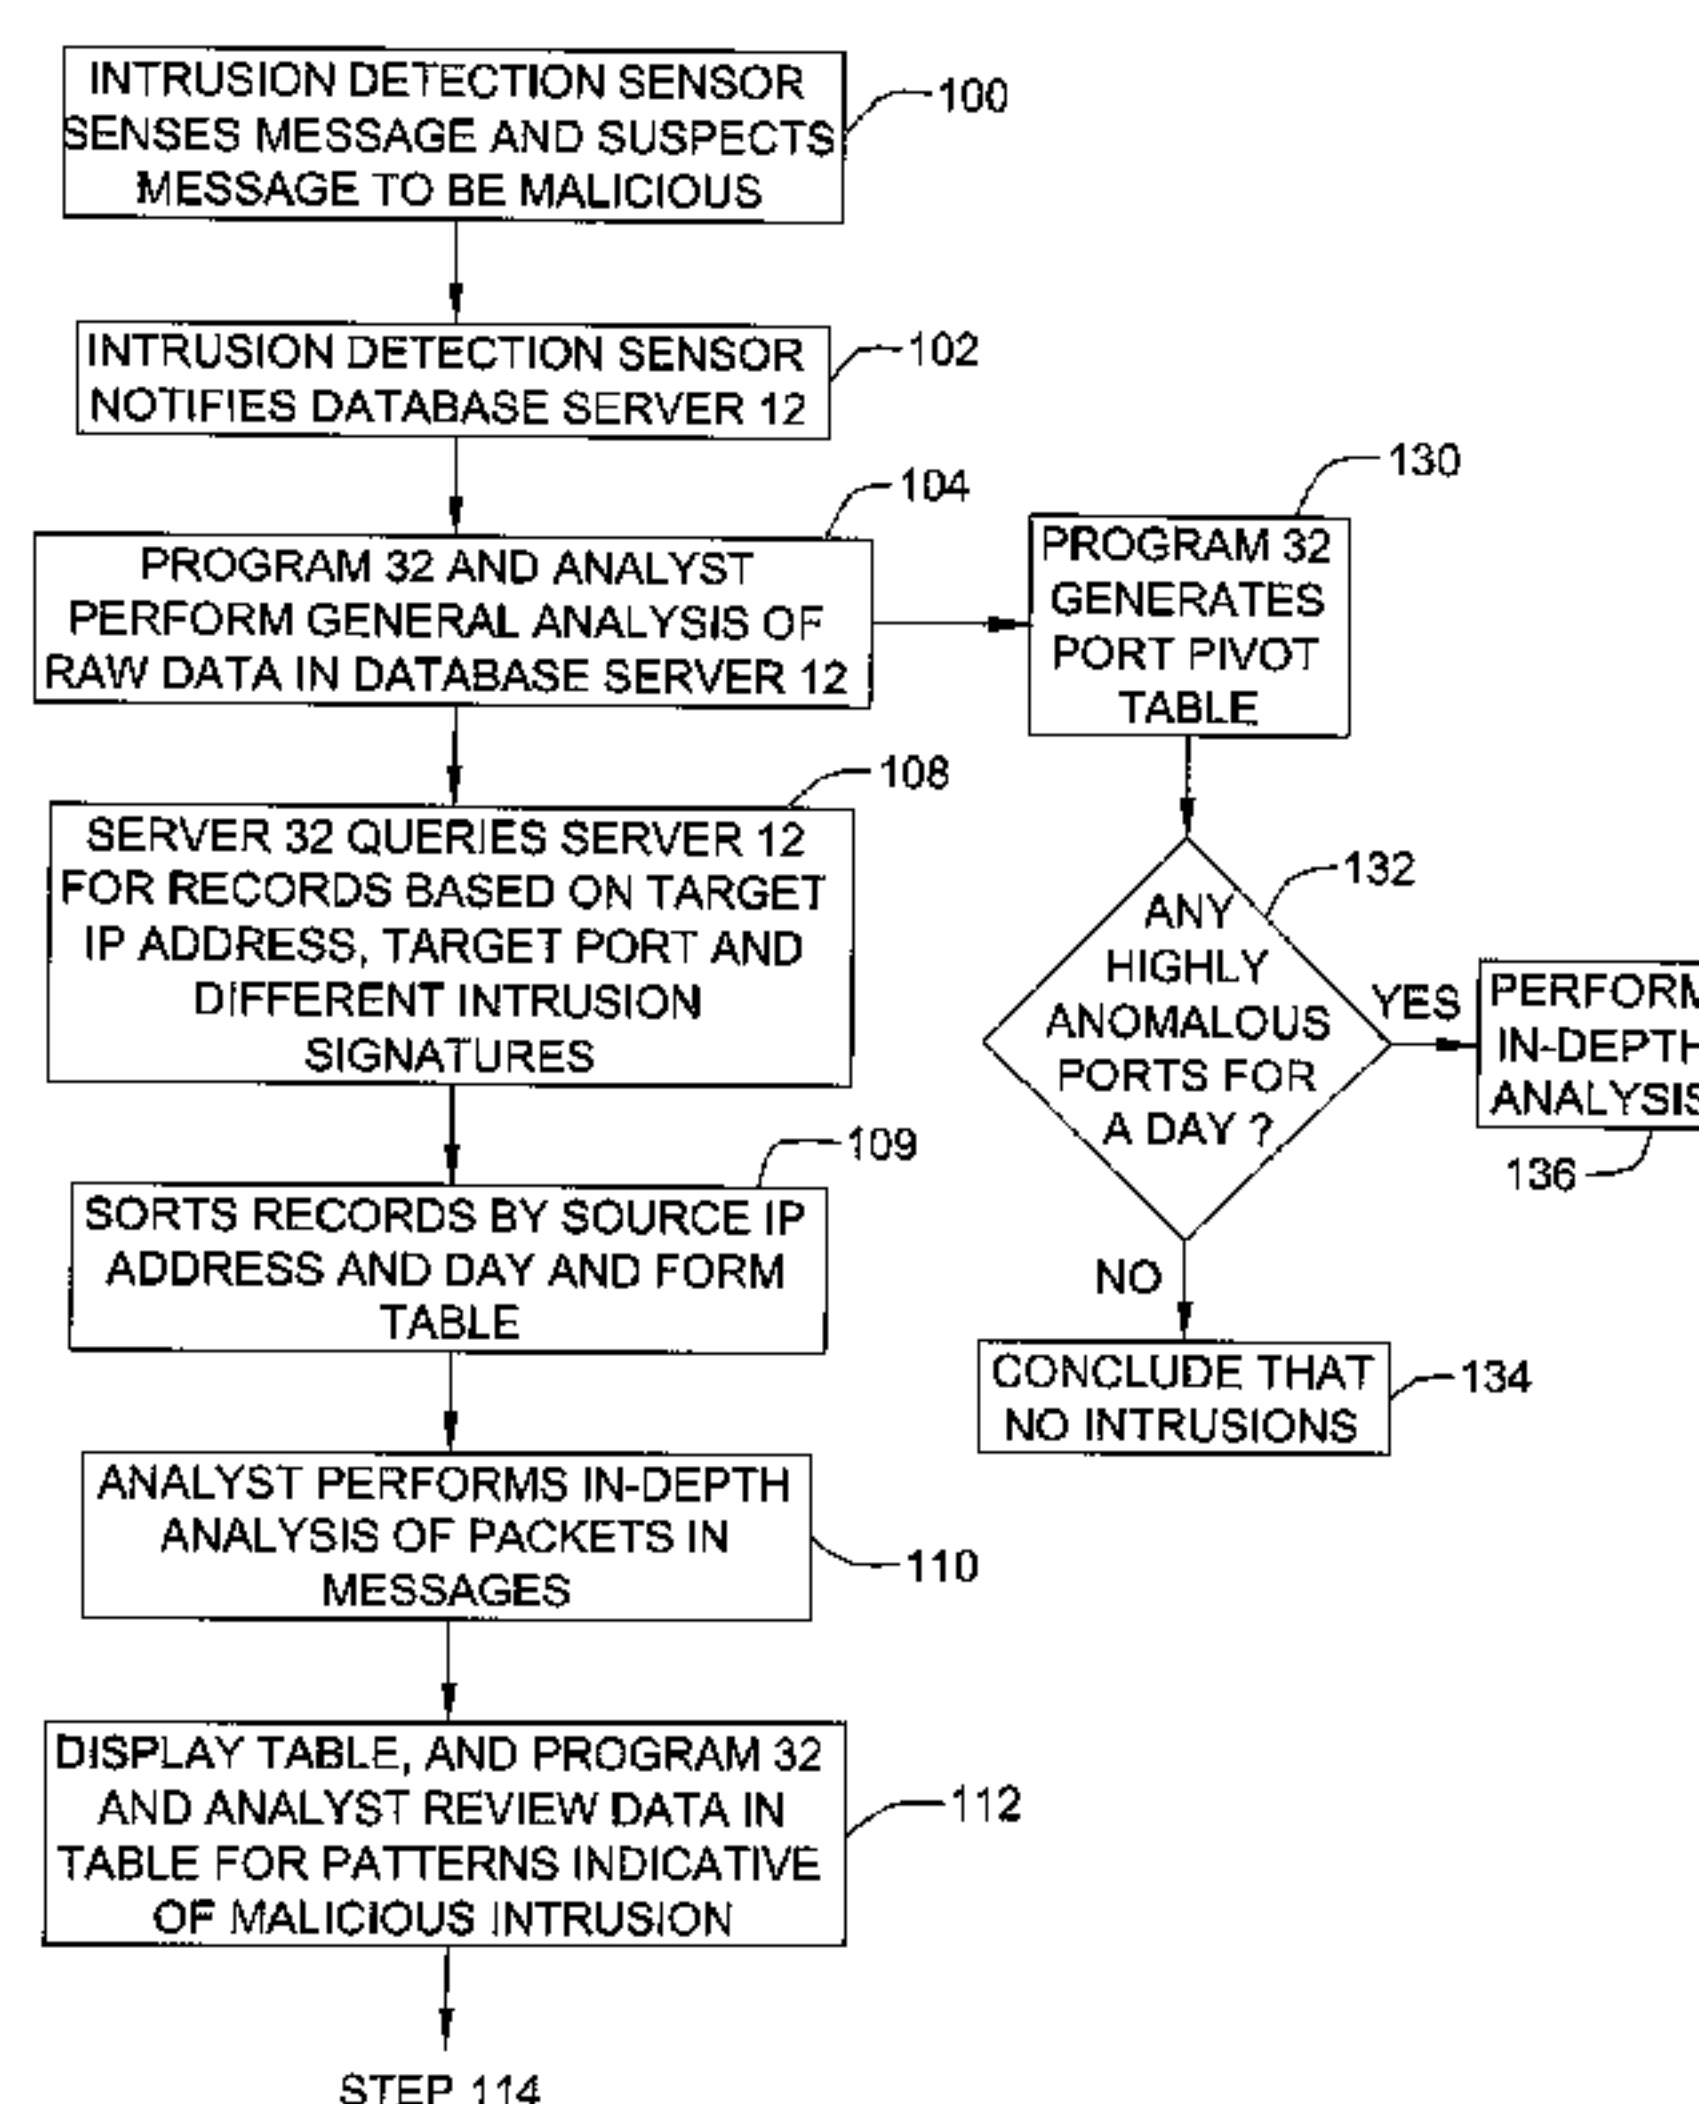 INTRUSION DETECTION SENSOR
SENSES MESSAGE AND SUSPECTS
MESSAGE TO BE MALICIOUS
100
INTRUSION DETECTION SENSOR
NOTIFIES DATABASE SERVER 12
102
PROGRAM 32 AND ANALYST
PERFORM GENERAL ANALYSIS OF
RAW DATA IN DATABASE SERVER 12
104
SERVER 32 QUERIES SERVER 12
FOR RECORDS BASED ON TARGET
IP ADDRESS, TARGET PORT AND
DIFFERENT INTRUSION
SIGNATURES
108
SORTS RECORDS BY SOURCE IP
ADDRESS AND DAY AND FORM
TABLE
109
ANALYST PERFORMS IN-DEPTH
ANALYSIS OF PACKETS IN
MESSAGES
110
DISPLAY TABLE, AND PROGRAM 32
AND ANALYST REVIEW DATA IN
TABLE FOR PATTERNS INDICATIVE
OF MALICIOUS INTRUSION
112
STEP 114
130
PROGRAM 32
GENERATES
PORT PIVOT
TABLE
132
ANY
HIGHLY
ANOMALOUS
PORTS FOR
A DAY ?
YES
PERFORM
IN-DEPTH
ANALYSIS
136
NO
CONCLUDE THAT
NO INTRUSIONS
134